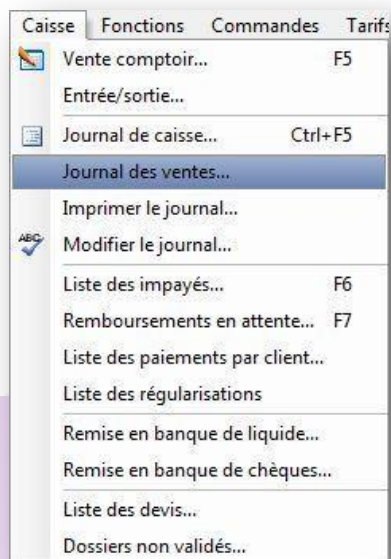 Caisse Fonctions Commandes Tarifs
Vente comptoir... F5
Entrée/sortie...
Journal de caisse... Ctrl+F5
Journal des ventes...
Imprimer le journal...
ABC Modifier le journal...
Liste des impayés... F6
Remboursements en attente... F7
Liste des paiements par client...
Liste des régularisations
Remise en banque de liquide...
Remise en banque de chèques...
Liste des devis...
Dossiers non validés...